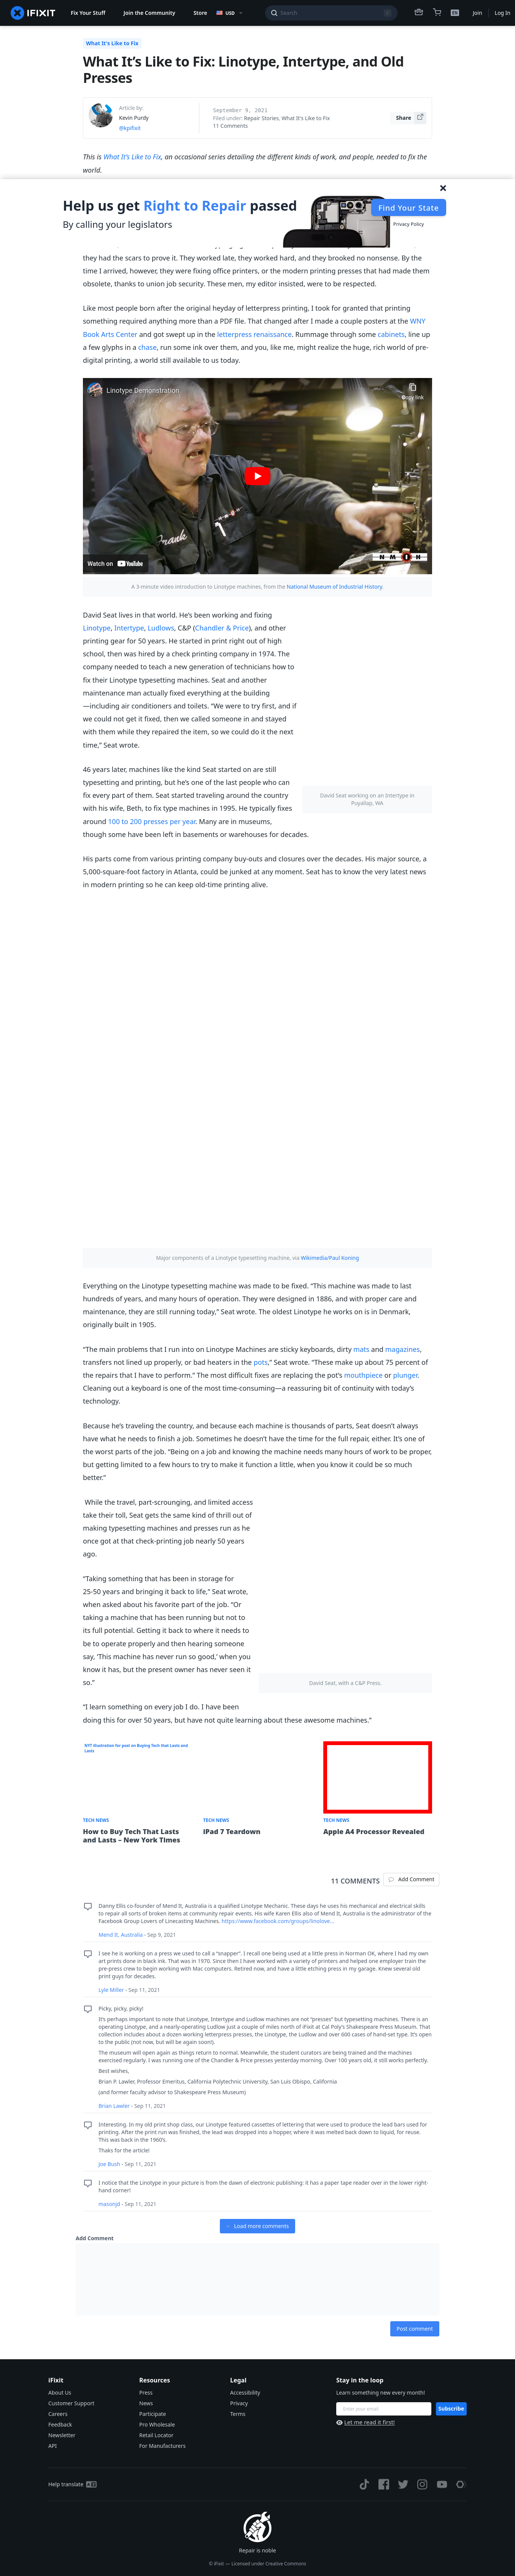 IFIXIT
Fix Your Stuff
Join the Community
Store
USD
Search
/
EN
Join
Log In
What It's Like to Fix
What It's Like to Fix: Linotype, Intertype, and Old
Presses
Article by:
Kevin Purdy
@kpifixit
September 9, 2021
Filed under: Repair Stories, What It's Like to Fix
11 Comments
Share
This is What It's Like to Fix, an occasional series detailing the different kinds of work, and people, needed to fix the
world.
Help us get Right to Repair passed
By calling your legislators
Find Your State
Privacy Policy
they had the scars to prove it. They worked late, they worked hard, and they brooked no nonsense. By the
time I arrived, however, they were fixing office printers, or the modern printing presses that had made them
obsolete, thanks to union job security. These men, my editor insisted, were to be respected.
Like most people born after the original heyday of letterpress printing, I took for granted that printing
something required anything more than a PDF file. That changed after I made a couple posters at the WNY
Book Arts Center and got swept up in the letterpress renaissance. Rummage through some cabinets, line up
a few glyphs in a chase, run some ink over them, and you, like me, might realize the huge, rich world of pre-
digital printing, a world still available to us today.
Linotype Demonstration
Copy link
Watch on YouTube
NMIH
A 3-minute video introduction to Linotype machines, from the National Museum of Industrial History.
David Seat lives in that world. He's been working and fixing
Linotype, Intertype, Ludlows, C&P (Chandler & Price), and other
printing gear for 50 years. He started in print right out of high
school, then was hired by a check printing company in 1974. The
company needed to teach a new generation of technicians how to
fix their Linotype typesetting machines. Seat and another
maintenance man actually fixed everything at the building
—including air conditioners and toilets. "We were to try first, and if
we could not get it fixed, then we called someone in and stayed
with them while they repaired the item, so we could do it the next
time," Seat wrote.
46 years later, machines like the kind Seat started on are still
typesetting and printing, but he's one of the last people who can
fix every part of them. Seat started traveling around the country
with his wife, Beth, to fix type machines in 1995. He typically fixes
around 100 to 200 presses per year. Many are in museums,
though some have been left in basements or warehouses for decades.
David Seat working on an Intertype in
Puyallup, WA
His parts come from various printing company buy-outs and closures over the decades. His major source, a
5,000-square-foot factory in Atlanta, could be junked at any moment. Seat has to know the very latest news
in modern printing so he can keep old-time printing alive.
Major components of a Linotype typesetting machine, via Wikimedia/Paul Koning
Everything on the Linotype typesetting machine was made to be fixed. "This machine was made to last
hundreds of years, and many hours of operation. They were designed in 1886, and with proper care and
maintenance, they are still running today," Seat wrote. The oldest Linotype he works on is in Denmark,
originally built in 1905.
"The main problems that I run into on Linotype Machines are sticky keyboards, dirty mats and magazines,
transfers not lined up properly, or bad heaters in the pots," Seat wrote. "These make up about 75 percent of
the repairs that I have to perform." The most difficult fixes are replacing the pot's mouthpiece or plunger.
Cleaning out a keyboard is one of the most time-consuming—a reassuring bit of continuity with today's
technology.
Because he's traveling the country, and because each machine is thousands of parts, Seat doesn't always
have what he needs to finish a job. Sometimes he doesn't have the time for the full repair, either. It's one of
the worst parts of the job. "Being on a job and knowing the machine needs many hours of work to be proper,
but getting limited to a few hours to try to make it function a little, when you know it could be so much
better."
While the travel, part-scrounging, and limited access
take their toll, Seat gets the same kind of thrill out of
making typesetting machines and presses run as he
once got at that check-printing job nearly 50 years
ago.
"Taking something that has been in storage for
25-50 years and bringing it back to life," Seat wrote,
when asked about his favorite part of the job. "Or
taking a machine that has been running but not to
its full potential. Getting it back to where it needs to
be to operate properly and then hearing someone
say, 'This machine has never run so good,' when you
know it has, but the present owner has never seen it
so."
David Seat, with a C&P Press.
"I learn something on every job I do. I have been
doing this for over 50 years, but have not quite learning about these awesome machines."
NYT illustration for post on Buying Tech that Lasts and
Lasts
TECH NEWS
How to Buy Tech That Lasts
and Lasts – New York Times
TECH NEWS
iPad 7 Teardown
TECH NEWS
Apple A4 Processor Revealed
11 COMMENTS
Add Comment
Danny Ellis co-founder of Mend It, Australia is a qualified Linotype Mechanic. These days he uses his mechanical and electrical skills
to repair all sorts of broken items at community repair events. His wife Karen Ellis also of Mend It, Australia is the administrator of the
Facebook Group Lovers of Linecasting Machines. https://www.facebook.com/groups/linolove...
Mend It, Australia - Sep 9, 2021
I see he is working on a press we used to call a "snapper". I recall one being used at a little press in Norman OK, where I had my own
art prints done in black ink. That was in 1970. Since then I have worked with a variety of printers and helped one employer train the
pre-press crew to begin working with Mac computers. Retired now, and have a little etching press in my garage. Knew several old
print guys for decades.
Lyle Miller - Sep 11, 2021
Picky, picky, picky!
It's perhaps important to note that Linotype, Intertype and Ludlow machines are not "presses" but typesetting machines. There is an
operating Linotype, and a nearly-operating Ludlow just a couple of miles north of iFixit at Cal Poly's Shakespeare Press Museum. That
collection includes about a dozen working letterpress presses, the Linotype, the Ludlow and over 600 cases of hand-set type. It's open
to the public (not now, but will be again soon!).
The museum will open again as things return to normal. Meanwhile, the student curators are being trained and the machines
exercised regularly. I was running one of the Chandler & Price presses yesterday morning. Over 100 years old, it still works perfectly.
Best wishes,
Brian P. Lawler, Professor Emeritus, California Polytechnic University, San Luis Obispo, California
(and former faculty advisor to Shakespeare Press Museum)
Brian Lawler - Sep 11, 2021
Interesting. In my old print shop class, our Linotype featured cassettes of lettering that were used to produce the lead bars used for
printing. After the print run was finished, the lead was dropped into a hopper, where it was melted back down to liquid, for reuse.
This was back in the 1960's.
Thaks for the article!
Joe Bush - Sep 11, 2021
I notice that the Linotype in your picture is from the dawn of electronic publishing: it has a paper tape reader over in the lower right-
hand corner!
masonjd - Sep 11, 2021
Load more comments
Add Comment
Post comment
iFixit
About Us
Customer Support
Careers
Feedback
Newsletter
API
Resources
Press
News
Participate
Pro Wholesale
Retail Locator
For Manufacturers
Legal
Accessibility
Privacy
Terms
Stay in the loop
Learn something new every month!
Enter your email
Subscribe
Let me read it first!
Help translate
Repair is noble
© iFixit — Licensed under Creative Commons